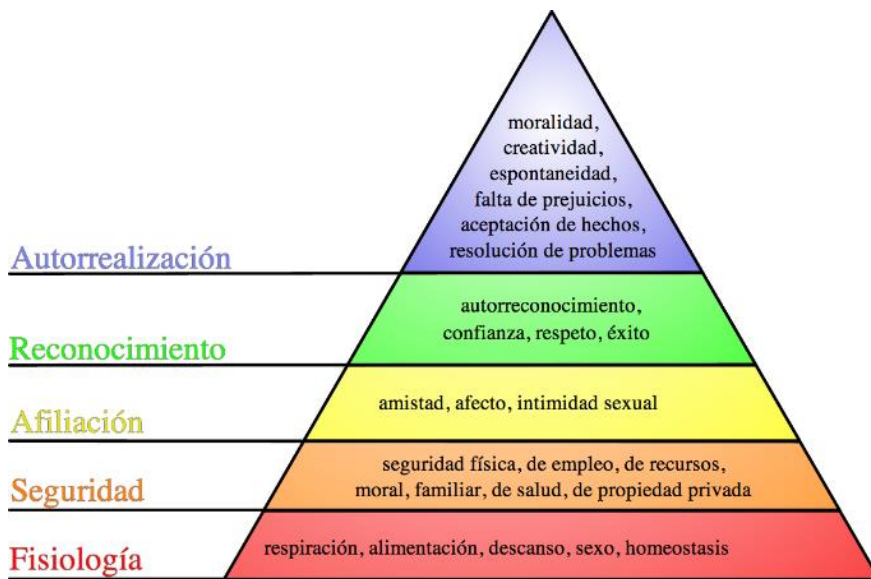 moralidad,
creatividad,
espontaneidad,
falta de prejuicios,
aceptación de hechos,
resolución de problemas
Autorrealización
autorreconocimiento,
confianza, respeto, éxito
Reconocimiento
amistad, afecto, intimidad sexual
Afiliación
seguridad física, de empleo, de recursos,
moral, familiar, de salud, de propiedad privada
Seguridad
respiración, alimentación, descanso, sexo, homeostasis
Fisiología